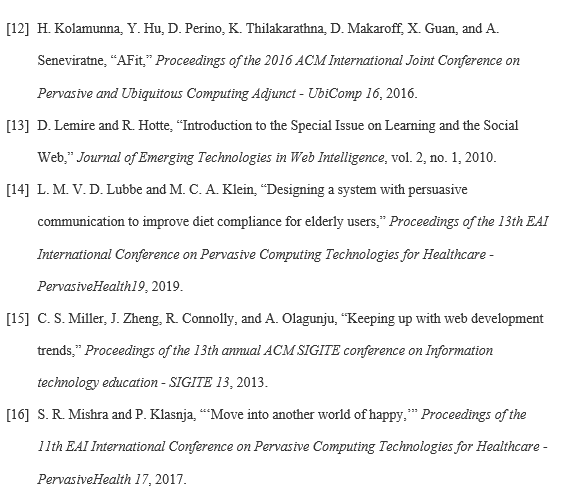 [12] H. Kolamunna, Y. Hu, D. Perino, K. Thilakarathna, D. Makaroff, X. Guan, and A.
Seneviratne, “AFit,” Proceedings of the 2016 ACM International Joint Conference on
Pervasive and Ubiquitous Computing Adjunct - UbiComp 16, 2016.
[13] D. Lemire and R. Hotte, “Introduction to the Special Issue on Learning and the Social
Web,” Journal of Emerging Technologies in Web Intelligence, vol. 2, no. 1, 2010.
[14] L. M. V. D. Lubbe and M. C. A. Klein, “Designing a system with persuasive
communication to improve diet compliance for elderly users,” Proceedings of the 13th EAI
International Conference on Pervasive Computing Technologies for Healthcare -
PervasiveHealth19, 2019.
[15] C. S. Miller, J. Zheng, R. Connolly, and A. Olagunju, “Keeping up with web development
trends,” Proceedings of the 13th annual ACM SIGITE conference on Information
technology education - SIGITE 13, 2013.
[16] S. R. Mishra and P. Klasnja, “‘Move into another world of happy,’” Proceedings of the
11th EAI International Conference on Pervasive Computing Technologies for Healthcare -
PervasiveHealth 17, 2017.